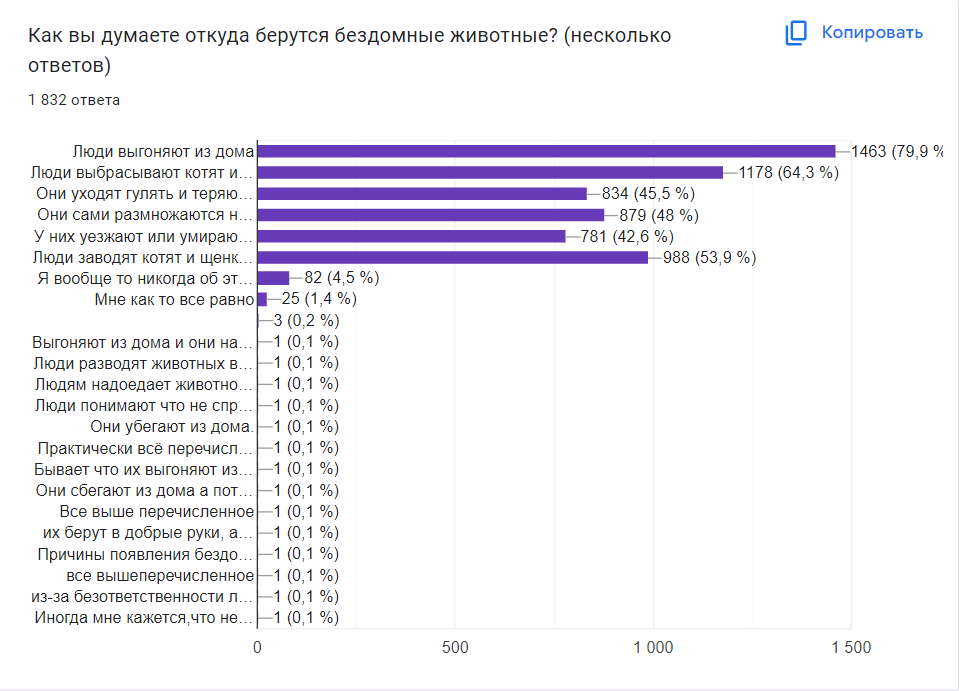 Как вы думаете откуда берутся бездомные животные? (несколько
ответов)
Копировать
1 832 ответа
Люди выгоняют из дома 1463 (79,9 %
Люди выбрасывают котят и... 1178 (64,3 %)
Они уходят гулять и теряю... 834 (45,5 %)
Они сами размножаются н... 879 (48 %)
У них уезжают или умираю... 781 (42,6 %)
Люди заводят котят и щенк... 988 (53,9 %)
Я вообще то никогда об эт... 82 (4,5 %)
Мне как то все равно 25 (1,4 %)
3 (0,2 %)
Выгоняют из дома и они на... 1 (0,1 %)
Люди разводят животных в... 1 (0,1 %)
Людям надоедает животно... 1 (0,1 %)
Люди понимают что не спр... 1 (0,1 %)
Они убегают из дома. 1 (0,1 %)
Практически всё перечисл... 1 (0,1 %)
Бывает что их выгоняют из... 1 (0,1 %)
Они сбегают из дома а пот... 1 (0,1 %)
Все выше перечисленное 1 (0,1 %)
их берут в добрые руки, а... 1 (0,1 %)
Причины появления бездо... 1 (0,1 %)
все вышеперечисленное 1 (0,1 %)
из-за безответственности л... 1 (0,1 %)
Иногда мне кажется,что не... 1 (0,1 %)
0 500 1 000 1 500